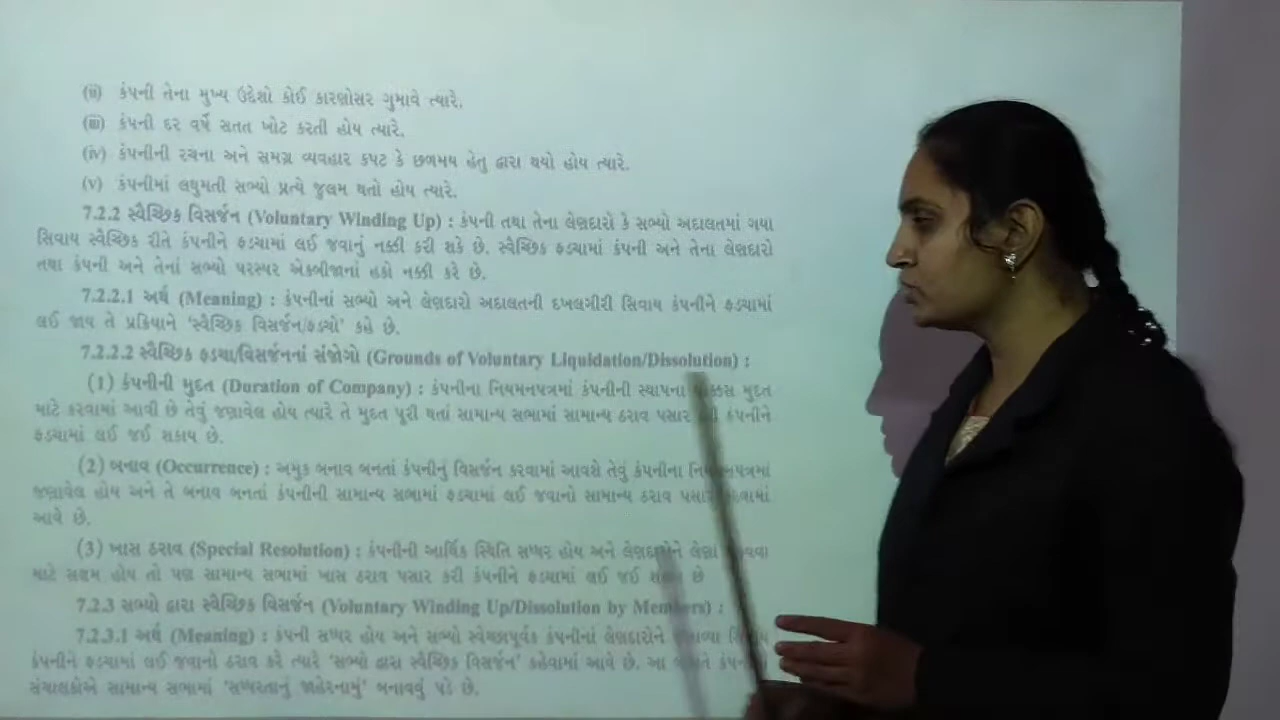 (ii) કંપની તેના મુખ્ય ઉદ્દેશો કોઈ કારણોસર ગુમાવે ત્યારે.
(iii) કંપની દર વર્ષે સતત ખોટ કરતી હોય ત્યારે.
(iv) કંપનીની રચના અને સમગ્ર વ્યવહાર કપટ કે છળમય હેતુ દ્વારા થયો હોય ત્યારે.
(v) કંપનીમાં લઘુમતી સભ્યો પ્રત્યે જુલમ થતો હોય ત્યારે.
7.2.2 સ્વૈચ્છિક વિસર્જન (Voluntary Winding Up) : કંપની તથા તેના લેણદારો કે સભ્યો અદાલતમાં ગયા
સિવાય સ્વૈચ્છિક રીતે કંપનીને ફડચામાં લઈ જવાનું નક્કી કરી શકે છે. સ્વૈચ્છિક ફડચામાં કંપની અને તેના લેણદારો
તથા કંપની અને તેનાં સભ્યો પરસ્પર એકબીજાનાં હકો નક્કી કરે છે.
7.2.2.1 અર્થ (Meaning) : કંપનીનાં સભ્યો અને લેણદારો અદાલતની દખલગીરી સિવાય કંપનીને ફડચામાં
લઈ જાય તે પ્રક્રિયાને ‘સ્વૈચ્છિક વિસર્જન/ફડચો’ કહે છે.
7.2.2.2 સ્વૈચ્છિક ફડચા/વિસર્જનનાં સંજોગો (Grounds of Voluntary Liquidation/Dissolution) :
(1) કંપનીની મુદત (Duration of Company) : કંપનીના નિયમનપત્રમાં કંપનીની સ્થાપના મુદત
માટે કરવામાં આવી છે તેવું જણાવેલ હોય ત્યારે તે મુદત પૂરી થતાં સામાન્ય સભામાં સામાન્ય ઠરાવ પસાર કંપનીને
ફડચામાં લઈ જઈ શકાય છે.
(2) બનાવ (Occurrence) : અમુક બનાવ બનતાં કંપનીનું વિસર્જન કરવામાં આવશે તેવું કંપનીના
જણાવેલ હોય અને તે બનાવ બનતાં કંપનીની સામાન્ય સભામાં ફડચામાં લઈ જવાનો સામાન્ય ઠરાવ પસાર
આવે છે.
(3) ખાસ ઠરાવ (Special Resolution) : કંપનીની આર્થિક સ્થિતિ સધ્ધર હોય અને લેણાં
માટે સક્ષમ હોય તો પણ સામાન્ય સભામાં ખાસ ઠરાવ પસાર કરી કંપનીને ફડચામાં લઈ જઈ છે
7.2.3 સભ્યો દ્વારા સ્વૈચ્છિક વિસર્જન (Voluntary Winding Up/Dissolution by Members) :
7.2.3.1 અર્થ (Meaning) : કંપની સધ્ધર હોય અને સભ્યો સ્વેચ્છાપૂર્વક કંપનીનાં લેણદારોને
કંપનીને ફડચામાં લઈ જવાનો ઠરાવ કરે ત્યારે ‘સભ્યો દ્વારા સ્વૈચ્છિક વિસર્જન’ કહેવામાં આવે છે. આ
સંચાલકોએ સામાન્ય સભામાં ‘સધ્ધરતાનું જાહેરનામું’ બનાવવું પડે છે.